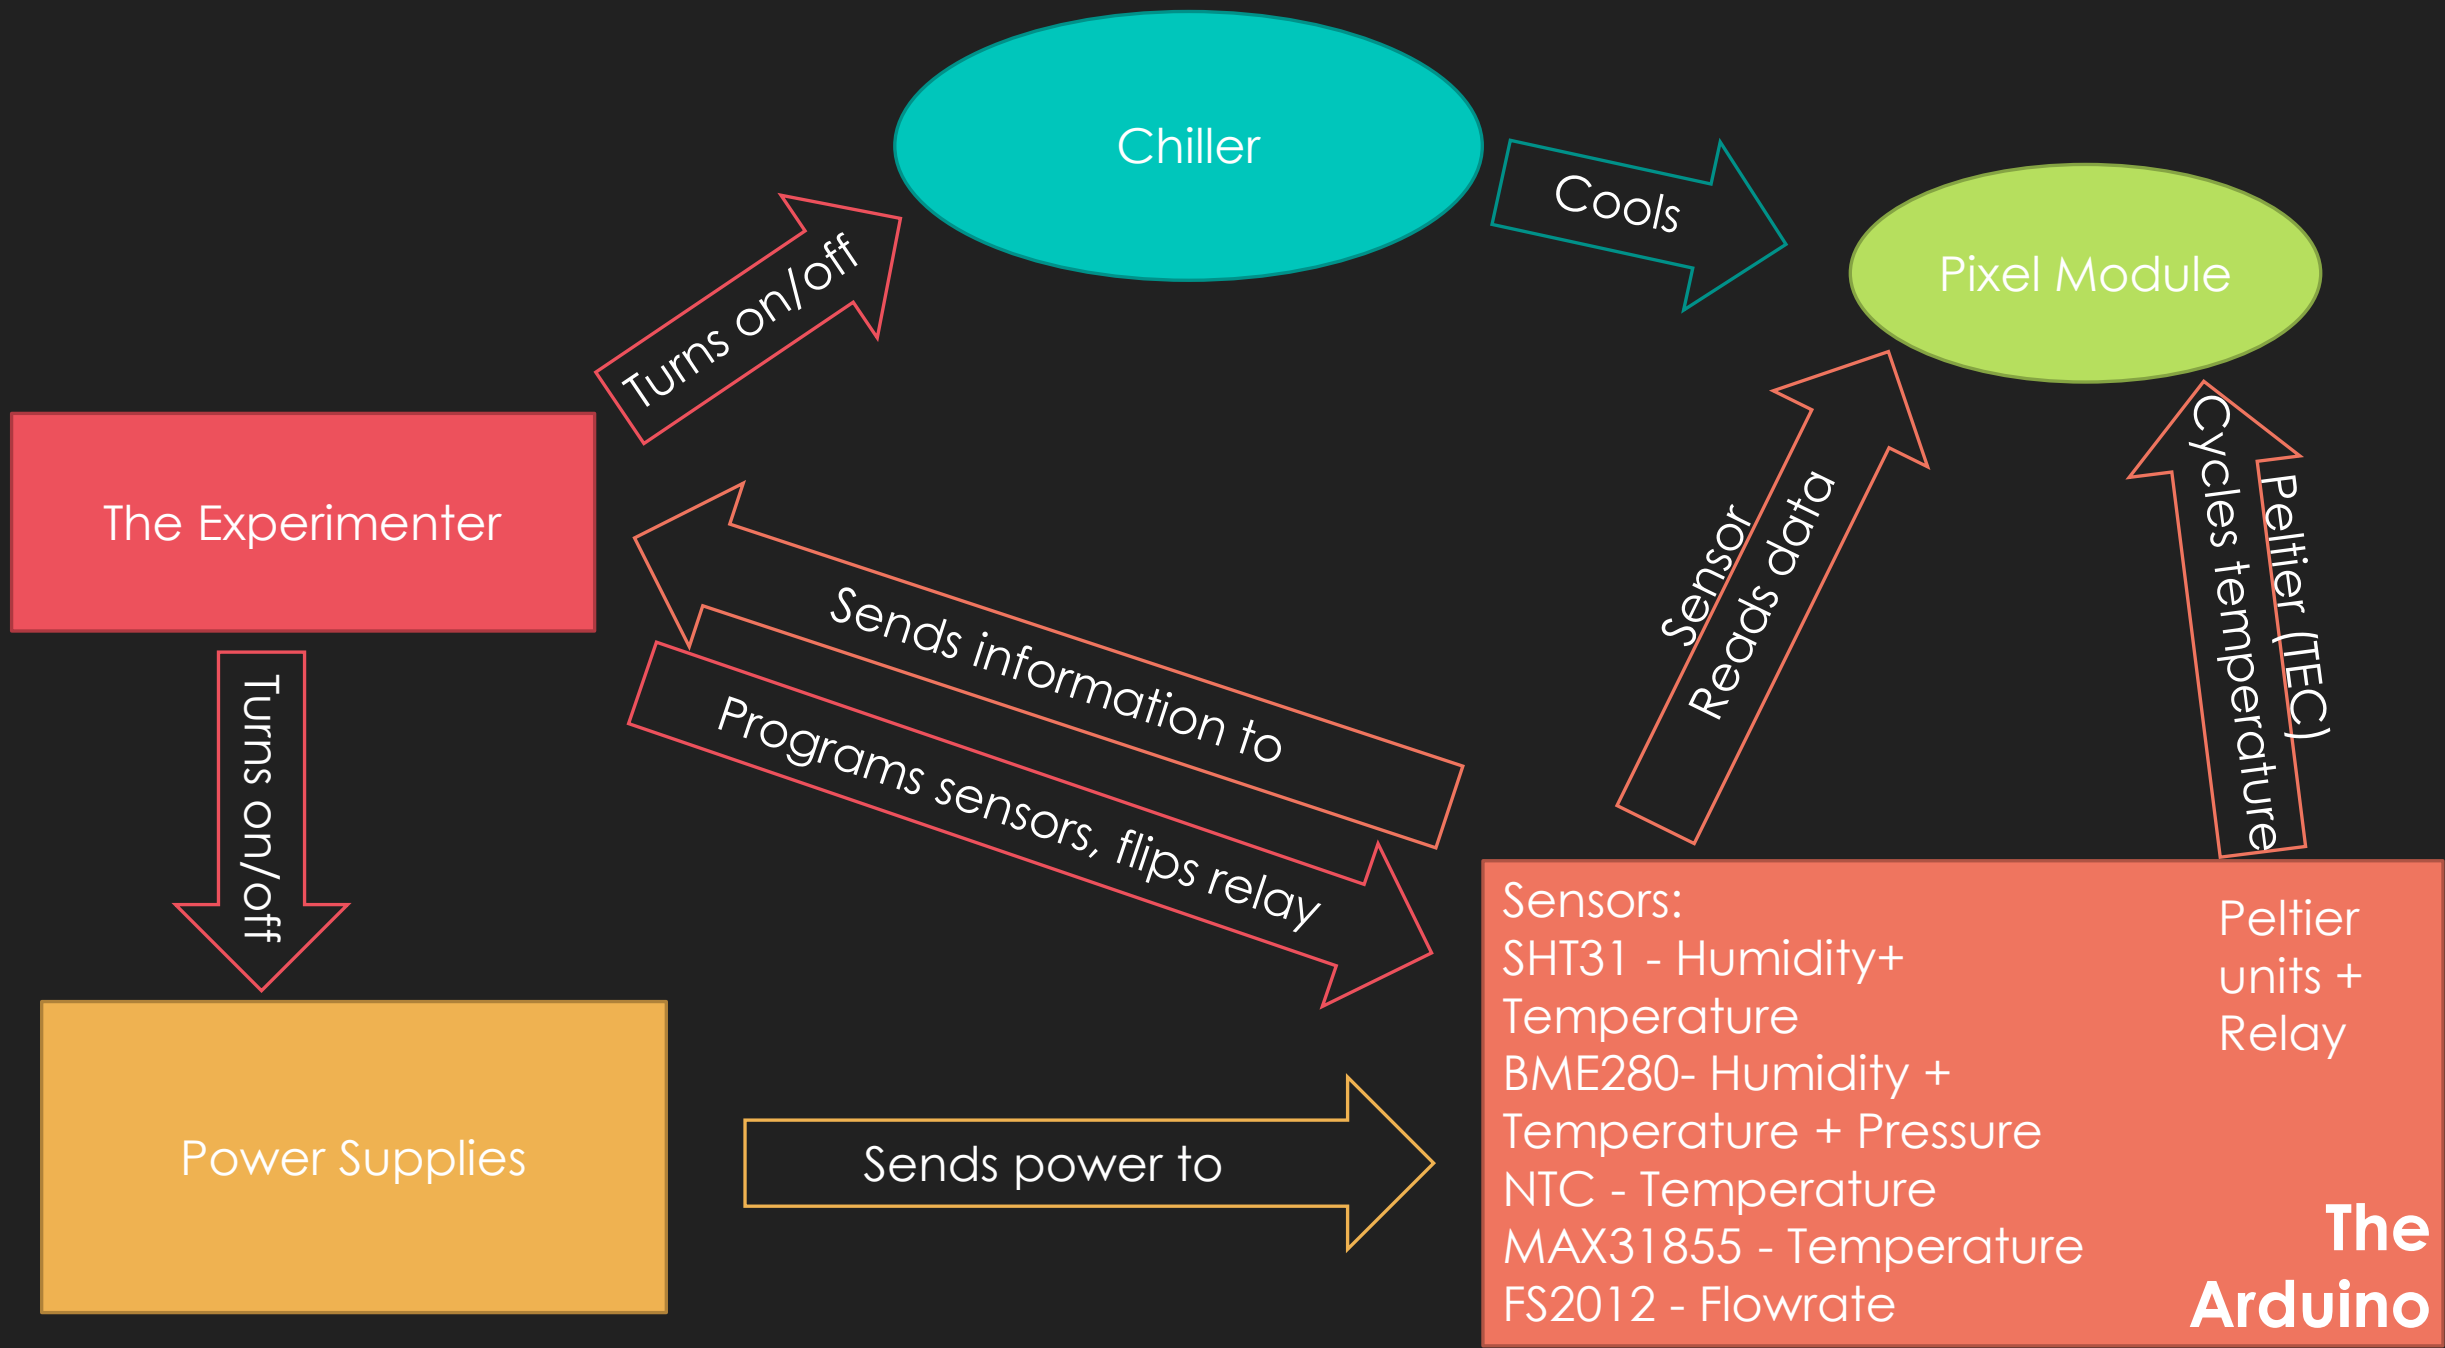 Chiller
Cools
Pixel Module
Turns on/off
The Experimenter
Sends information to
Programs sensors, flips relay
Sensor
Reads data
Peltier (TEC)
Cycles temperature
Turns on/off
Power Supplies
Sends power to
Sensors:
SHT31 - Humidity+
Temperature
BME280- Humidity +
Temperature + Pressure
NTC - Temperature
MAX31855 - Temperature
FS2012 - Flowrate
Peltier
units +
Relay
The
Arduino